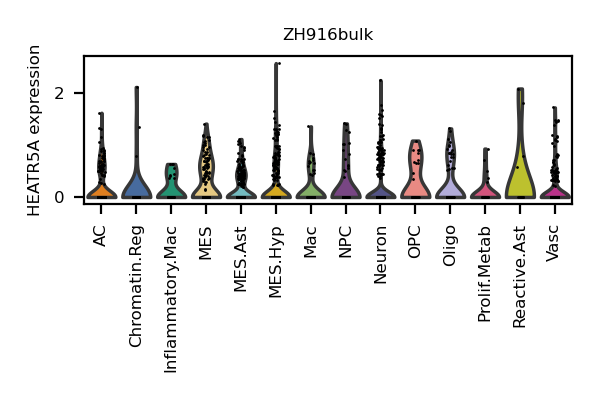 ZH916bulk
HEATR5A expression
2
0
AC
Chromatin.Reg
Inflammatory.Mac
MES
MES.Ast
MES.Hyp
Mac
NPC
Neuron
OPC
Oligo
Prolif.Metab
Reactive.Ast
Vasc